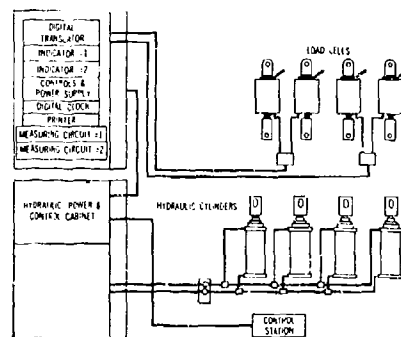 DIGITAL
TRANSLATOR
INDICATOR #1
INDICATOR #2
CONTROLS &
POWER SUPPLY
DIGITAL CLOCK
PRINTER
MEASURING CIRCUIT #1
MEASURING CIRCUIT #2
LOAD CELLS
HYDRAULIC POWER &
CONTROL CABINET
HYDRAULIC CYLINDERS
CONTROL
STATION